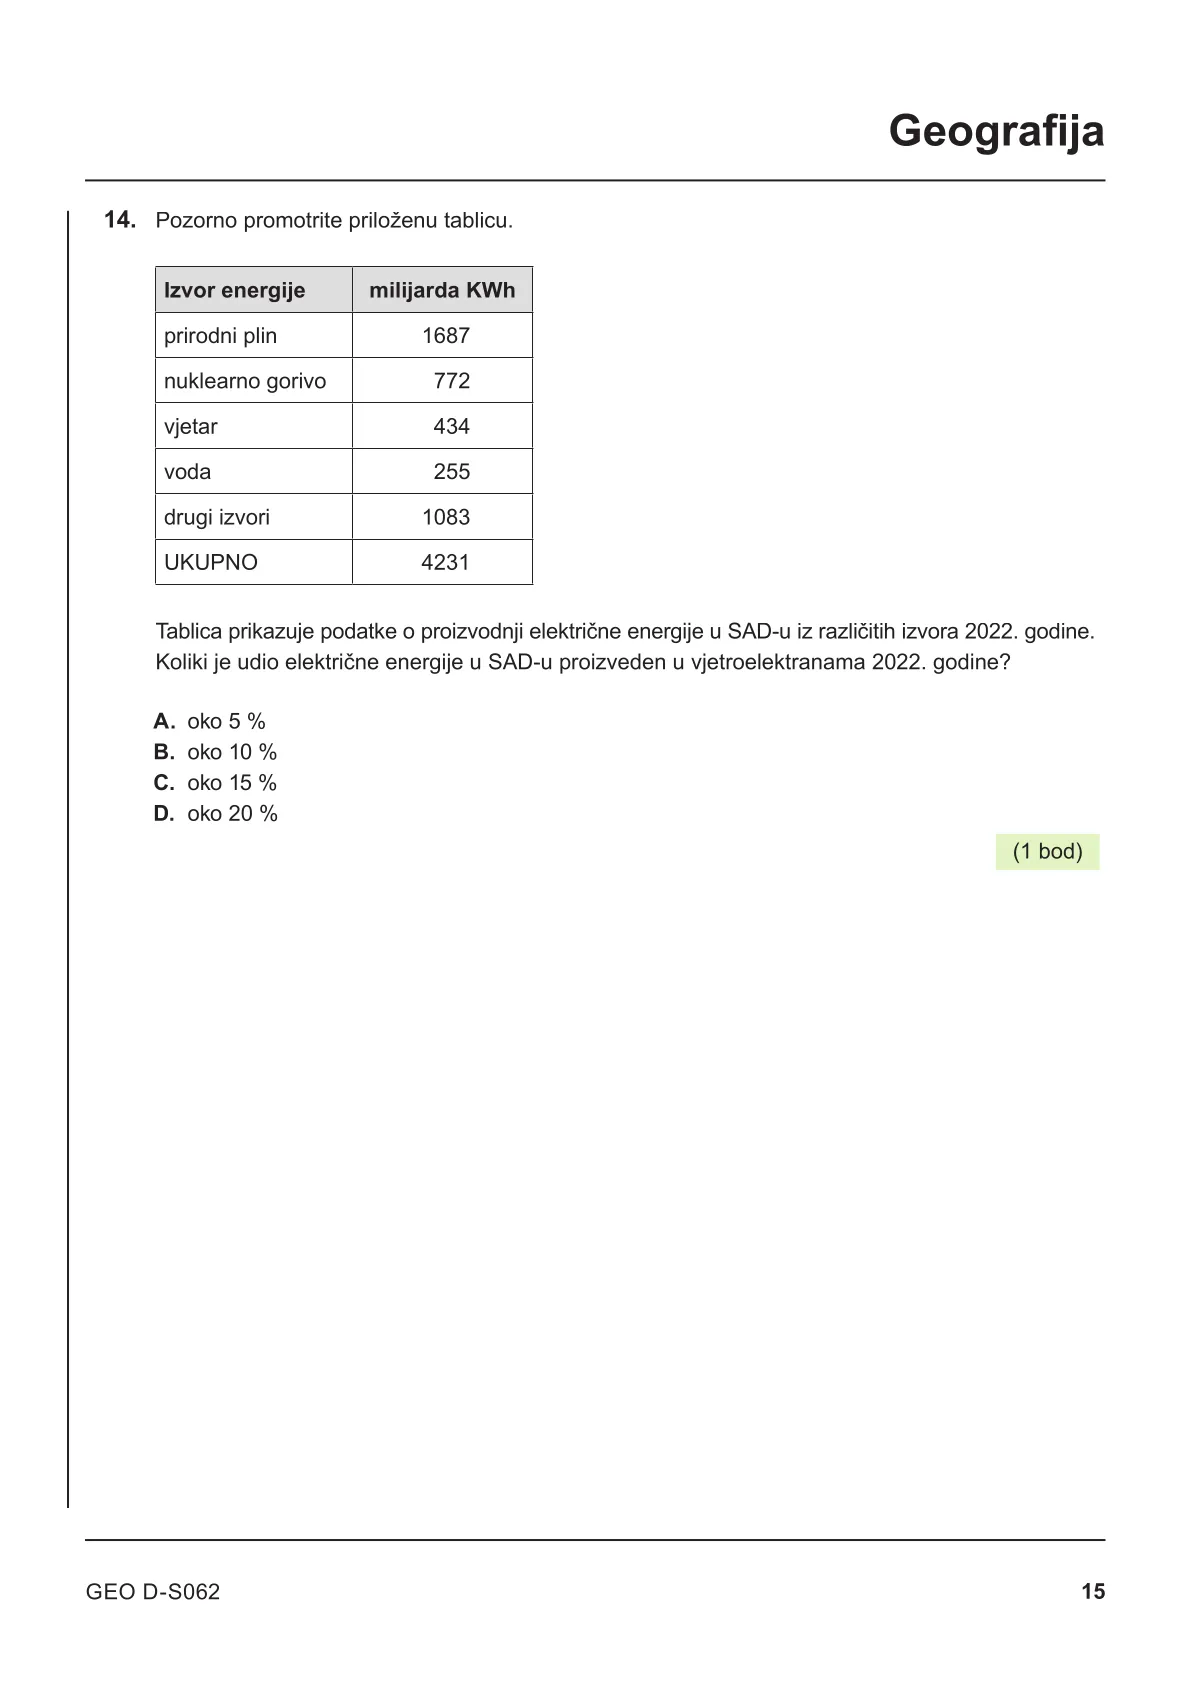 Geografija
14. Pozorno promotrite priloženu tablicu.
Izvor energije milijarda KWh
prirodni plin 1687
nuklearno gorivo 772
vjetar 434
voda 255
drugi izvori 1083
UKUPNO 4231
Tablica prikazuje podatke o proizvodnji električne energije u SAD-u iz različitih izvora 2022. godine.
Koliki je udio električne energije u SAD-u proizveden u vjetroelektranama 2022. godine?
A. oko 5 %
B. oko 10 %
C. oko 15 %
D. oko 20 %
(1 bod)
GEO D-S062 15